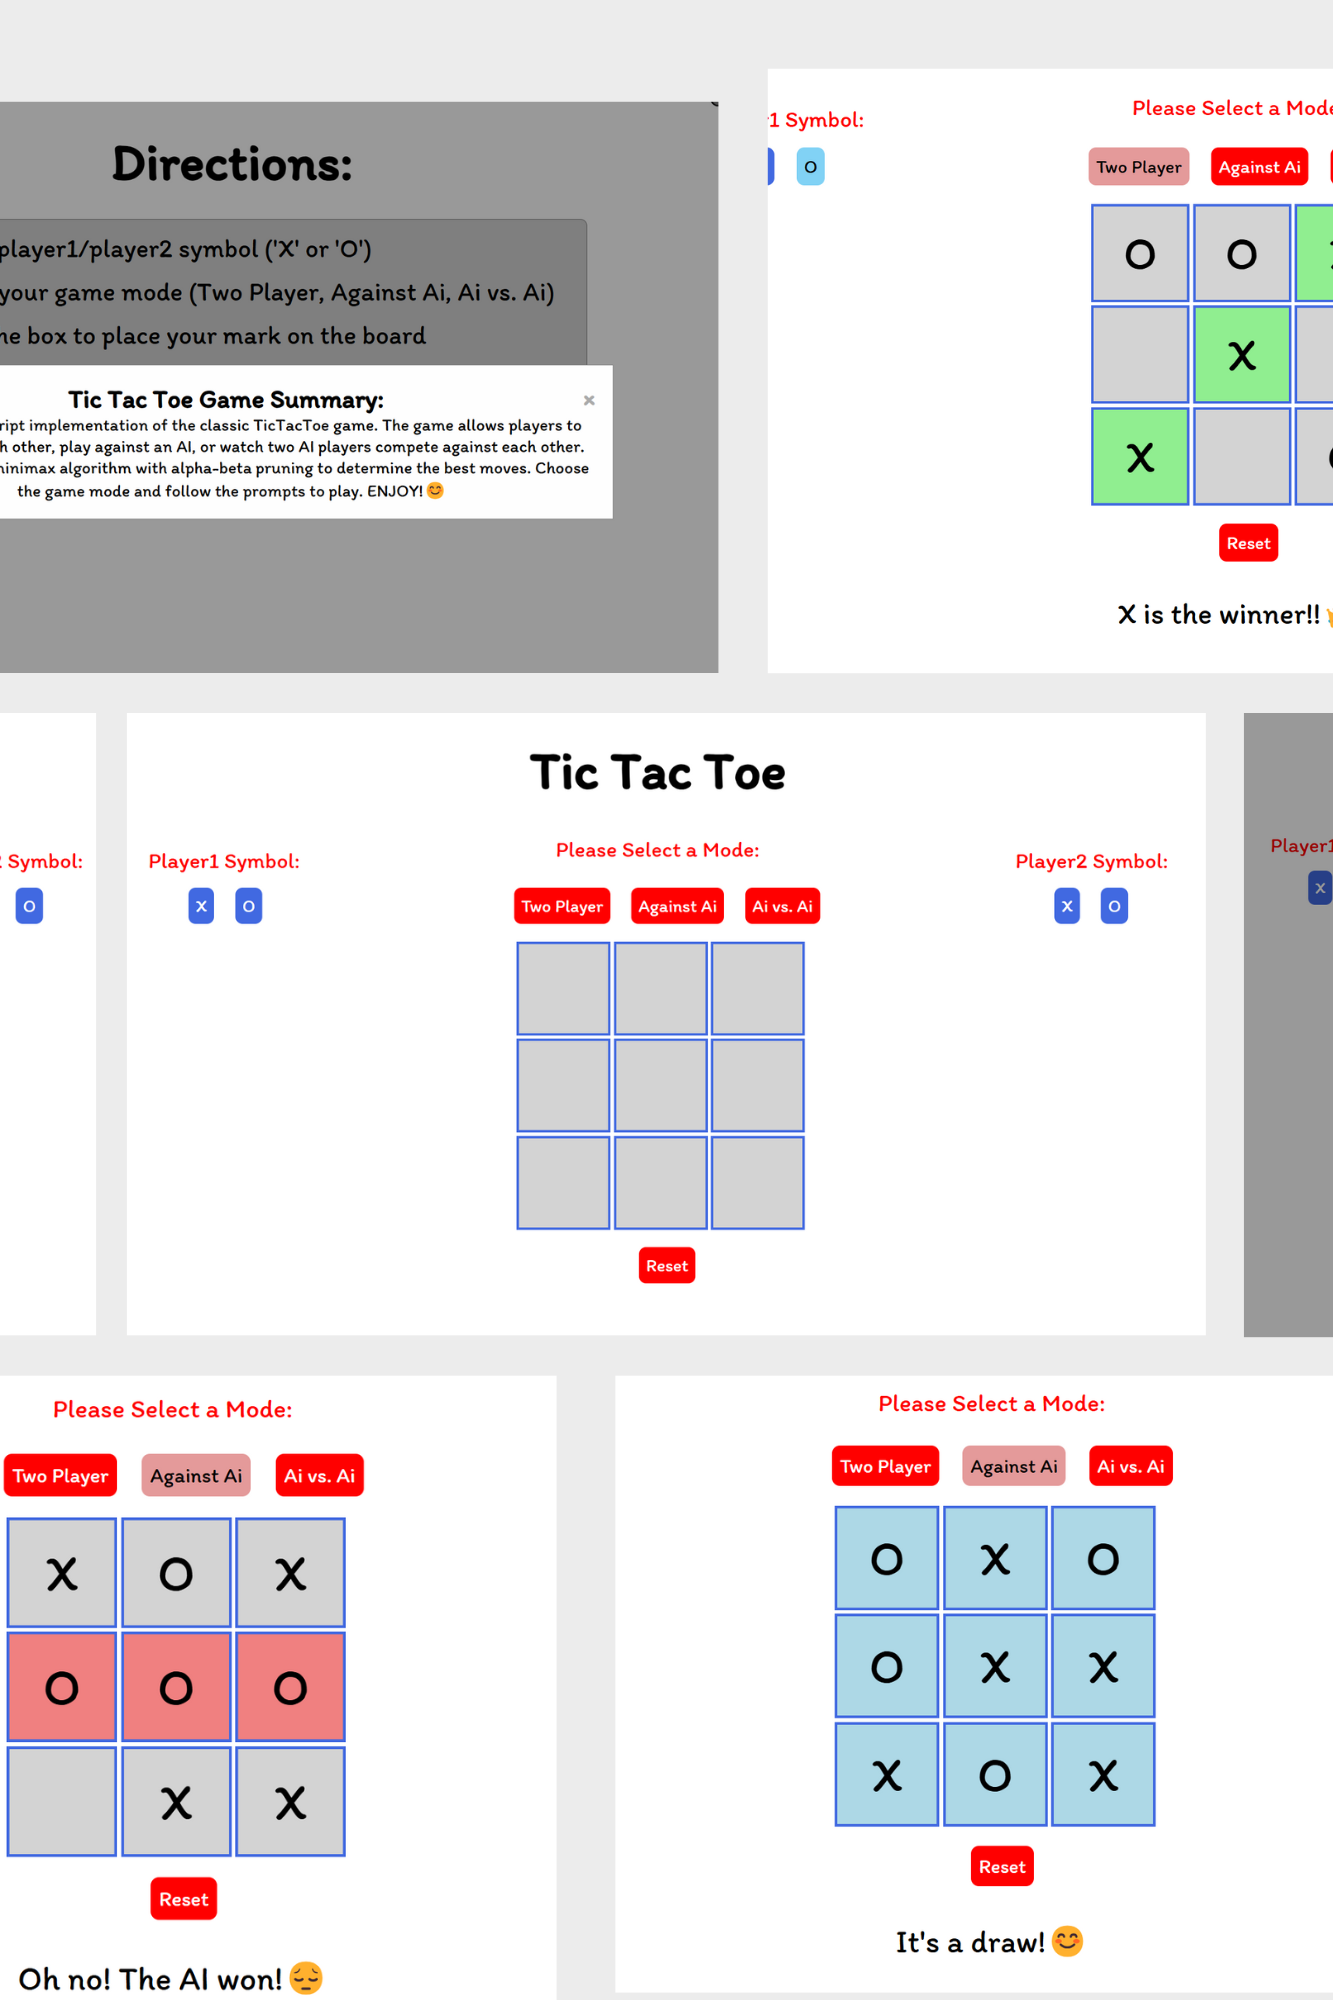 Directions:
player1/player2 symbol ('X' or 'O')
your game mode (Two Player, Against Ai, Ai vs. Ai)
box to place your mark on the board
Tic Tac Toe Game Summary:
×
implementation of the classic TicTacToe game. The game allows players to
other, play against an AI, or watch two AI players compete against each other.
minimax algorithm with alpha-beta pruning to determine the best moves. Choose
the game mode and follow the prompts to play. ENJOY! 😊
1 Symbol:
O
Please Select a Mode
Two Player Against Ai
O O
X
X
Reset
X is the winner!!
Symbol:
O
Tic Tac Toe
Player1 Symbol:
X O
Please Select a Mode:
Two Player Against Ai Ai vs. Ai
Player2 Symbol:
X O
Reset
Player1
X
Please Select a Mode:
Two Player Against Ai Ai vs. Ai
X O X
O O O
X X
Reset
Oh no! The AI won! 😔
Please Select a Mode:
Two Player Against Ai Ai vs. Ai
O X O
O X X
X O X
Reset
It's a draw! 😊